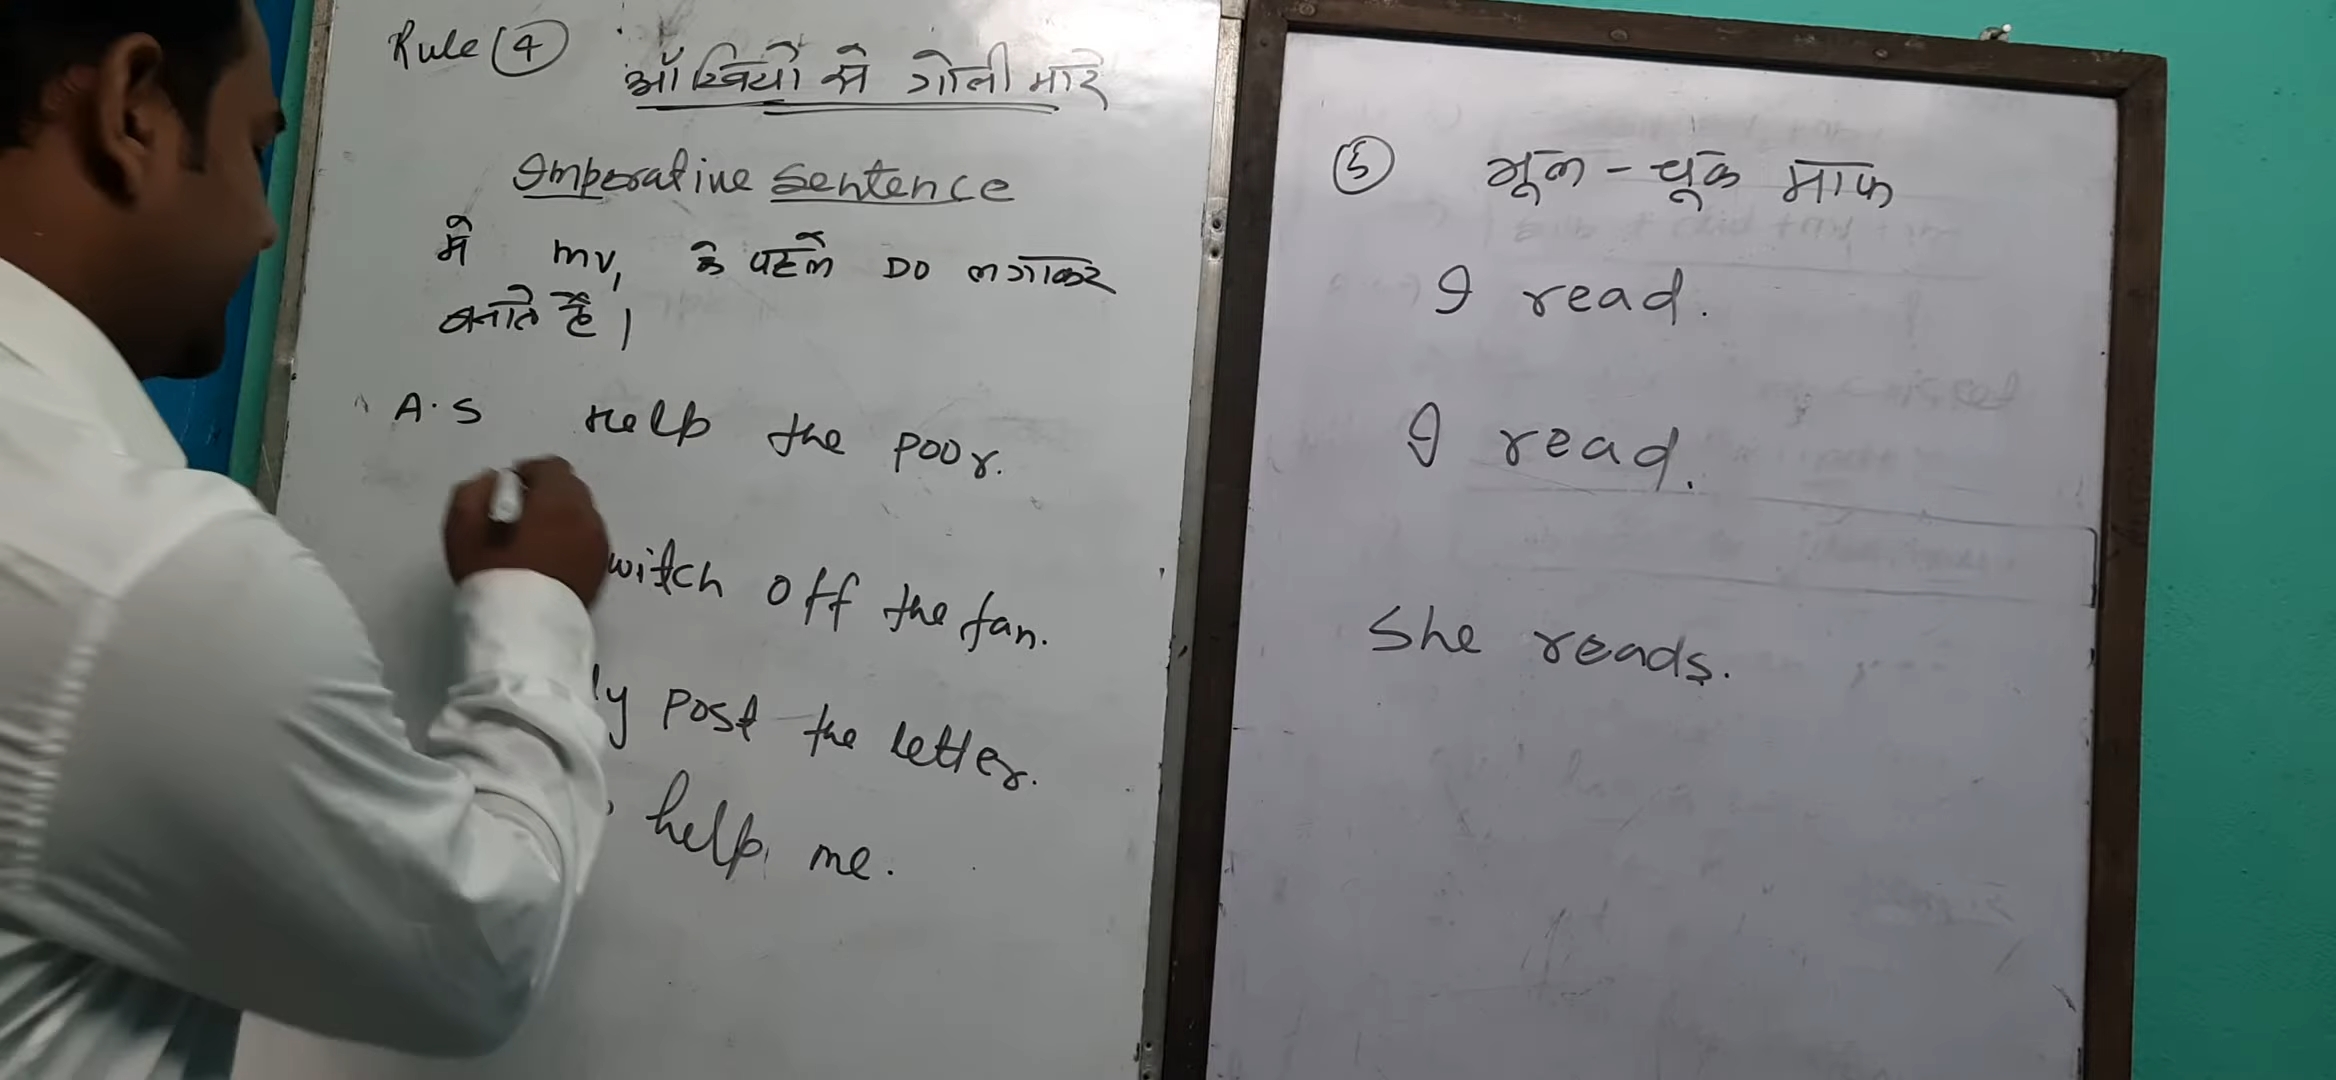 Rule ④
आँखियों से गोली मारे
Imperative Sentence
में mv₁ के पहले DO लगाकर
बनाते हैं।
A.S Help the poor.
witch off the fan.
ly post the letter.
help me.
⑤ भूल-चूक माफ
I read.
I read.
She reads.